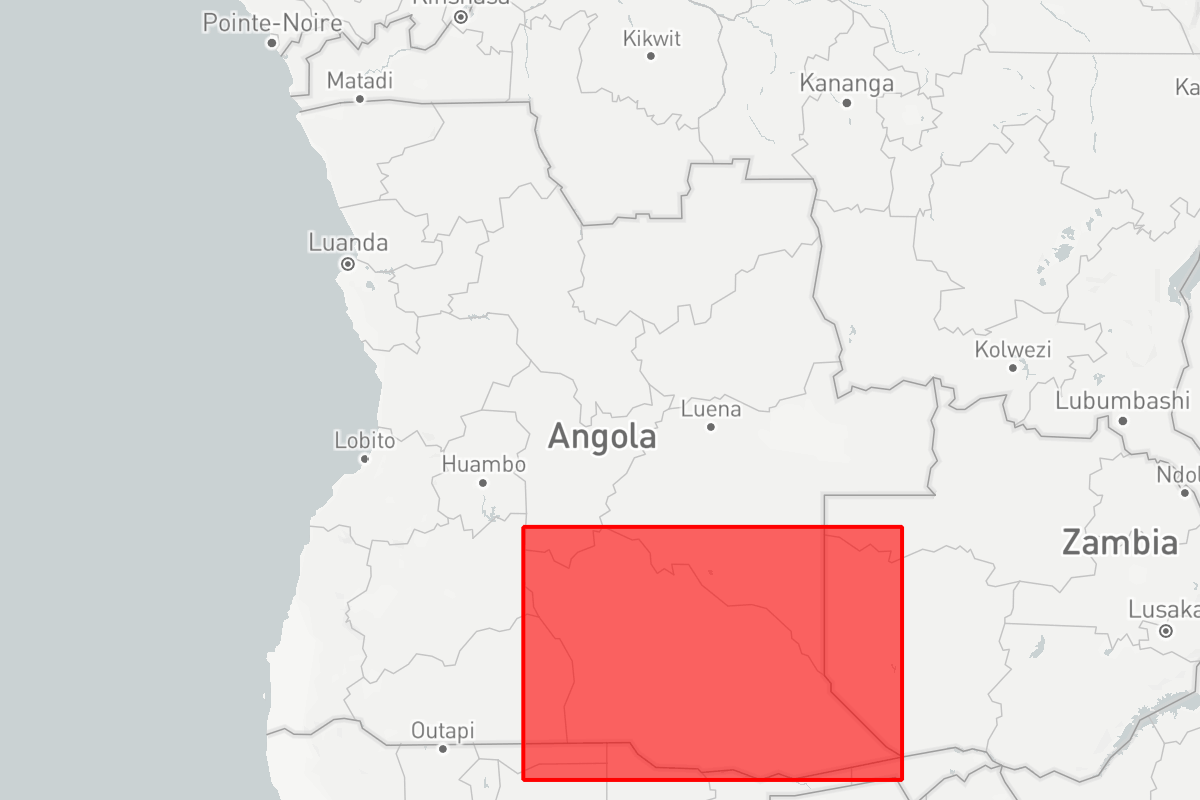 Kinshasa
Pointe-Noire
Kikwit
Matadi
Kananga
Ka
Luanda
Kolwezi
Luena
Lubumbashi
Angola
Lobito
Huambo
Ndol
Zambia
Lusaka
Outapi